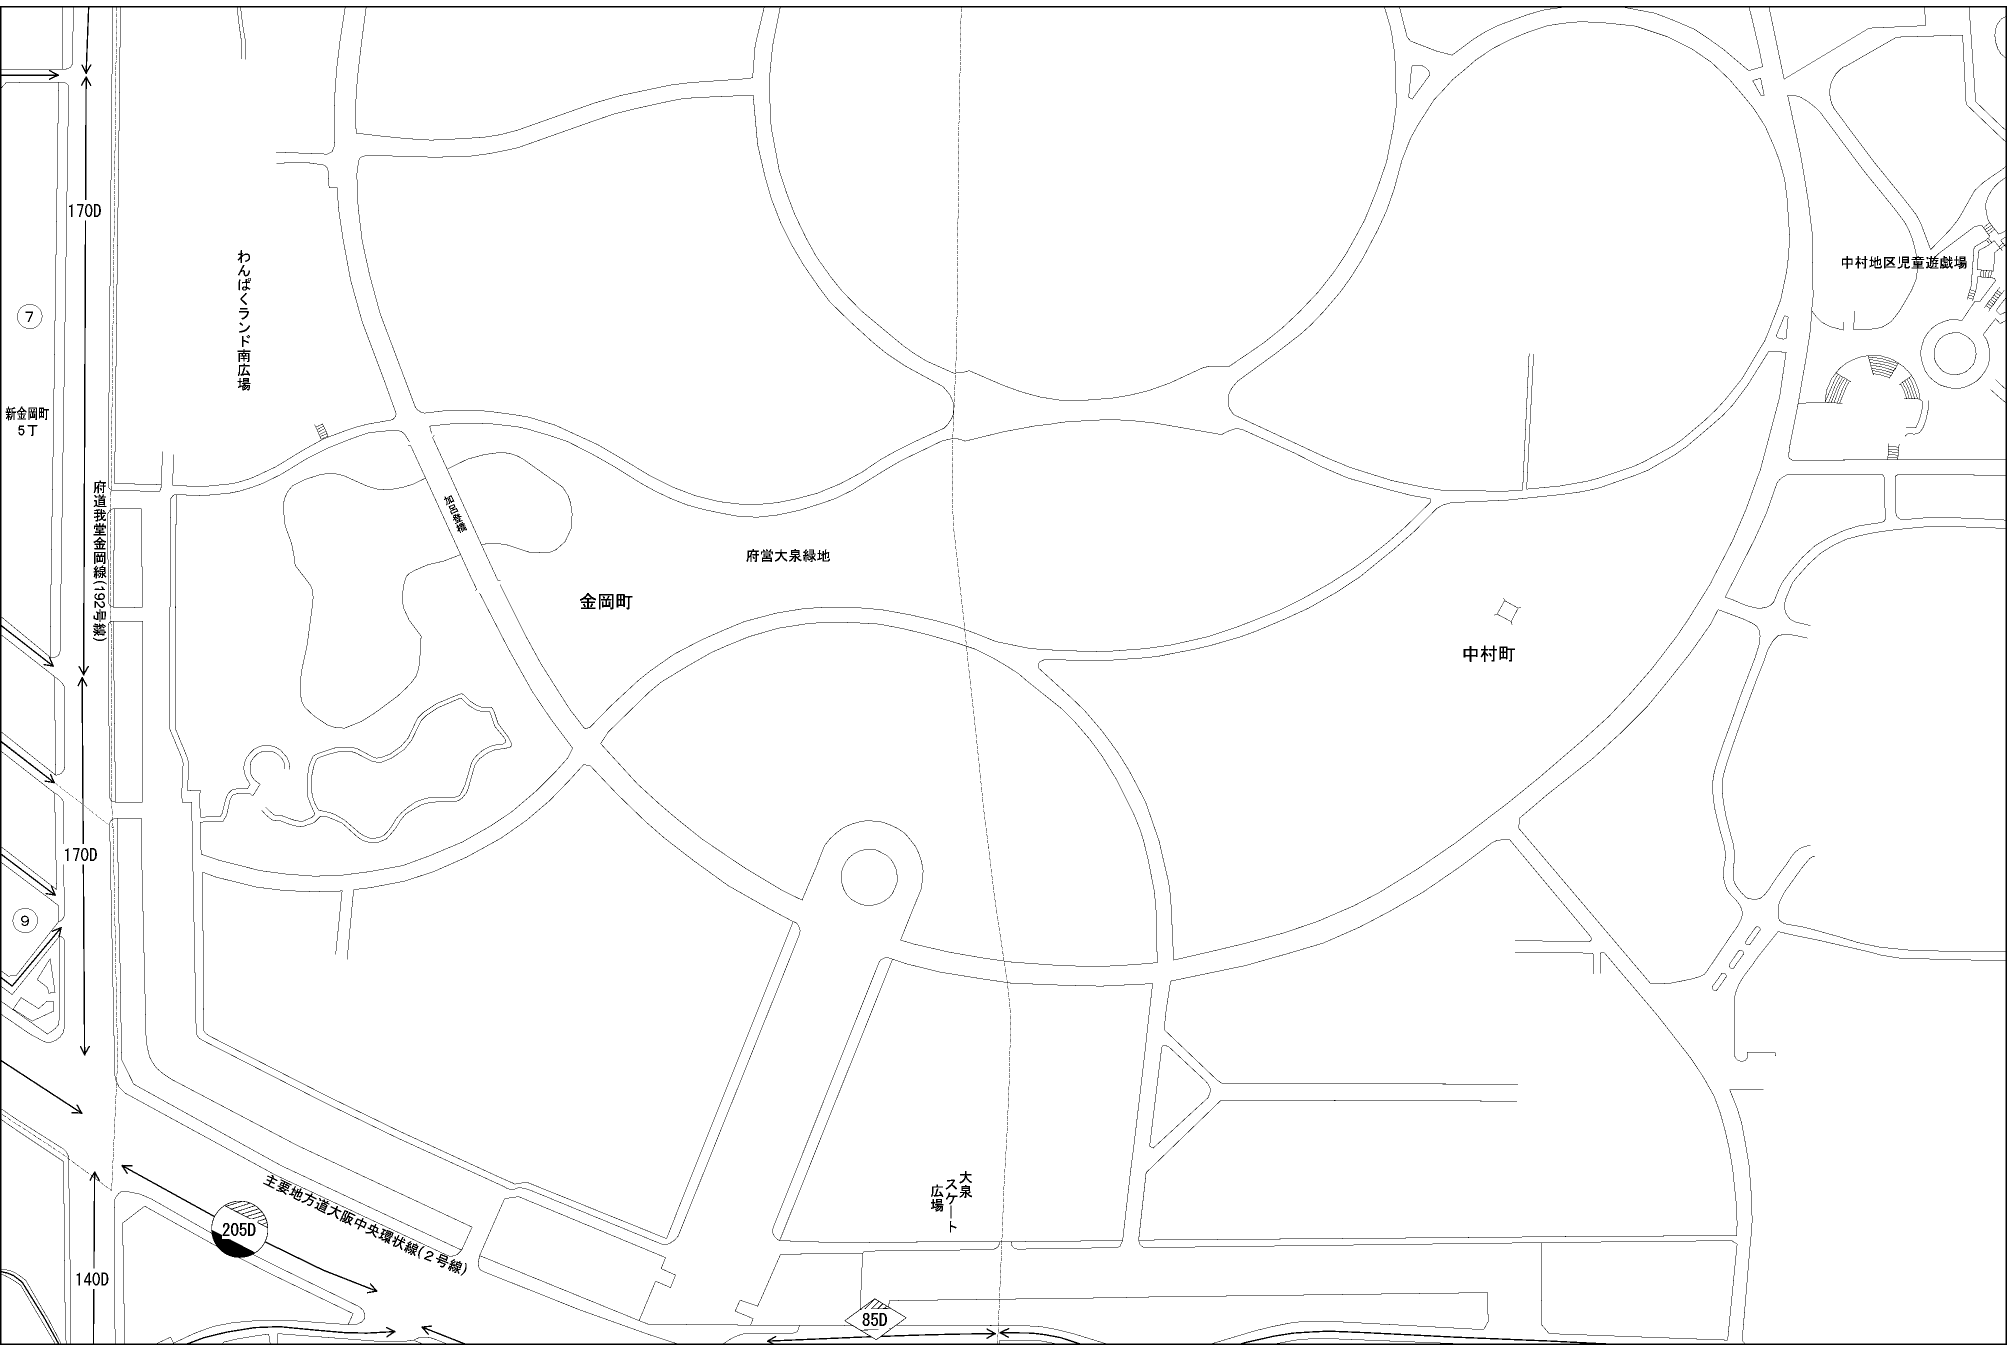 170D
わんぱくランド南広場
中村地区児童遊戯場
7
新金岡町
5丁
府道我堂金岡線(192号線)
加呂登橋
府営大泉緑地
金岡町
中村町
170D
9
大泉
スケート
広場
主要地方道大阪中央環状線(2号線)
205D
140D
85D